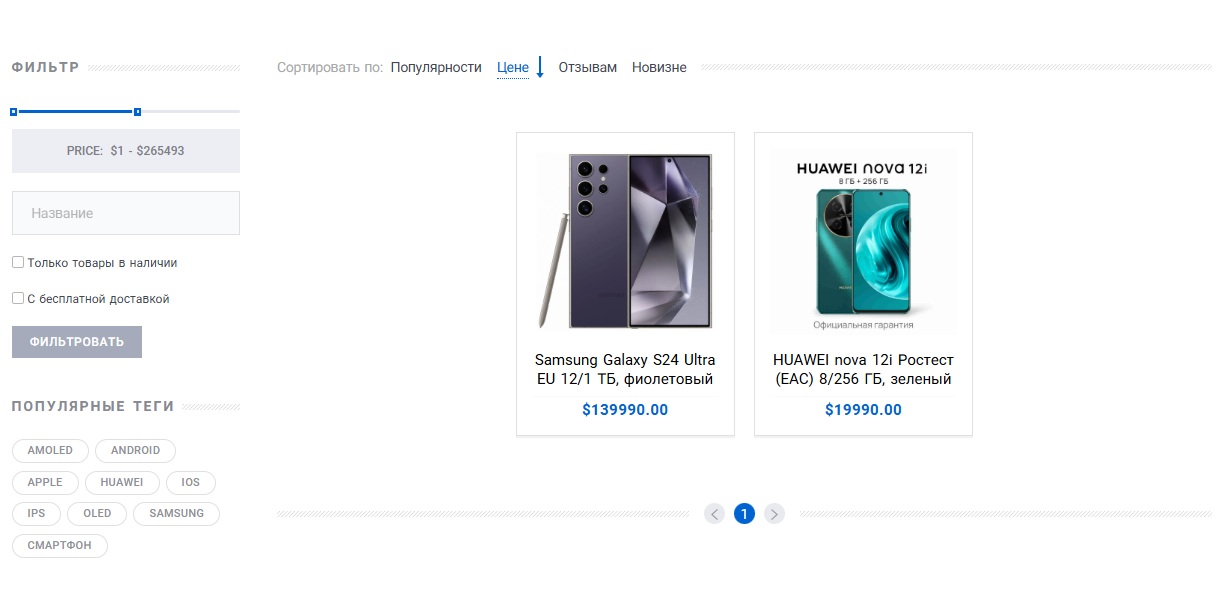 ФИЛЬТР
PRICE: $1 - $265493
Название
Только товары в наличии
С бесплатной доставкой
ФИЛЬТРОВАТЬ
ПОПУЛЯРНЫЕ ТЕГИ
AMOLED ANDROID
APPLE HUAWEI IOS
IPS OLED SAMSUNG
СМАРТФОН
Сортировать по: Популярности Цене Отзывам Новизне
Samsung Galaxy S24 Ultra
EU 12/1 ТБ, фиолетовый
$139990.00
HUAWEI nova 12i
8 ГБ + 256 ГБ
HUAWEI
Официальная гарантия
HUAWEI nova 12i Ростест
(EAC) 8/256 ГБ, зеленый
$19990.00
1